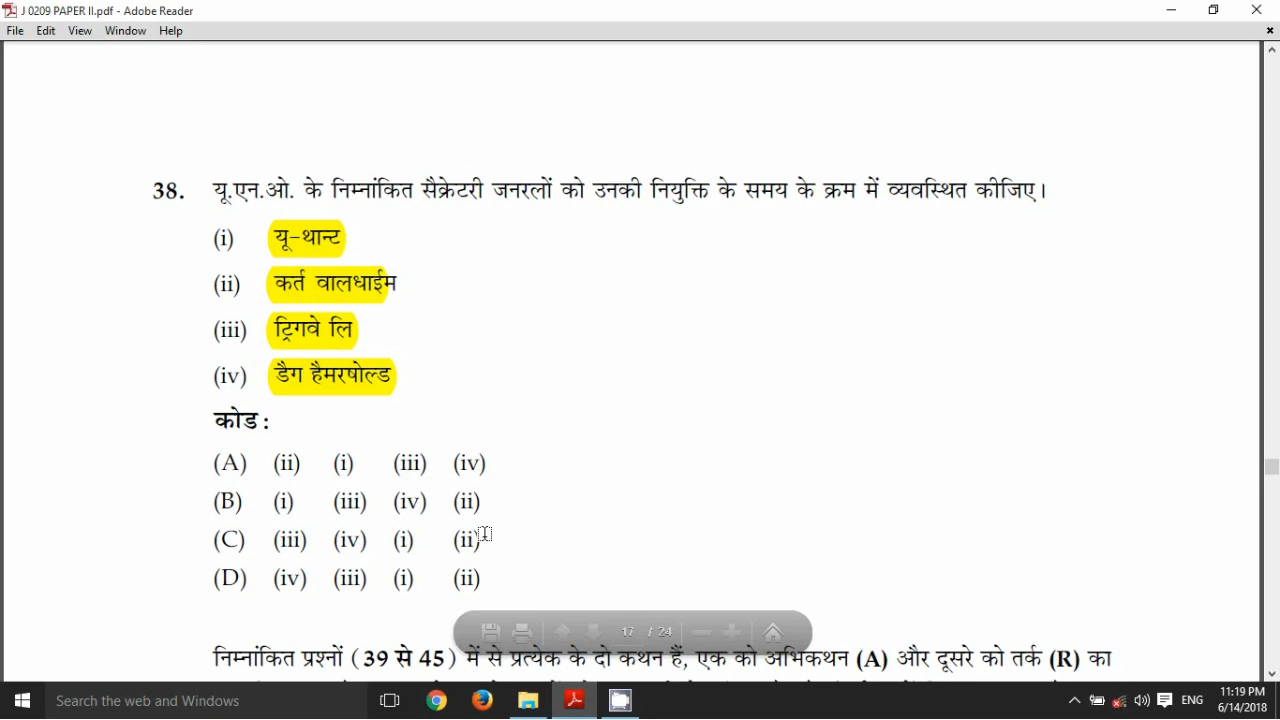 J 0209 PAPER II.pdf - Adobe Reader
File Edit View Window Help
38. यू.एन.ओ. के निम्नांकित सैक्रेटरी जनरलों को उनकी नियुक्ति के समय के क्रम में व्यवस्थित कीजिए।
(i) यू-थान्ट
(ii) कर्त वालधाईम
(iii) ट्रिगवे लि
(iv) डैग हैमरषोल्ड
कोड :
(A) (ii) (i) (iii) (iv)
(B) (i) (iii) (iv) (ii)
(C) (iii) (iv) (i) (ii)
(D) (iv) (iii) (i) (ii)
17 / 24
निम्नांकित प्रश्नों (39 से 45) में से प्रत्येक के दो कथन हैं, एक को अभिकथन (A) और दूसरे को तर्क (R) का
Search the web and Windows
ENG
11:19 PM
6/14/2018